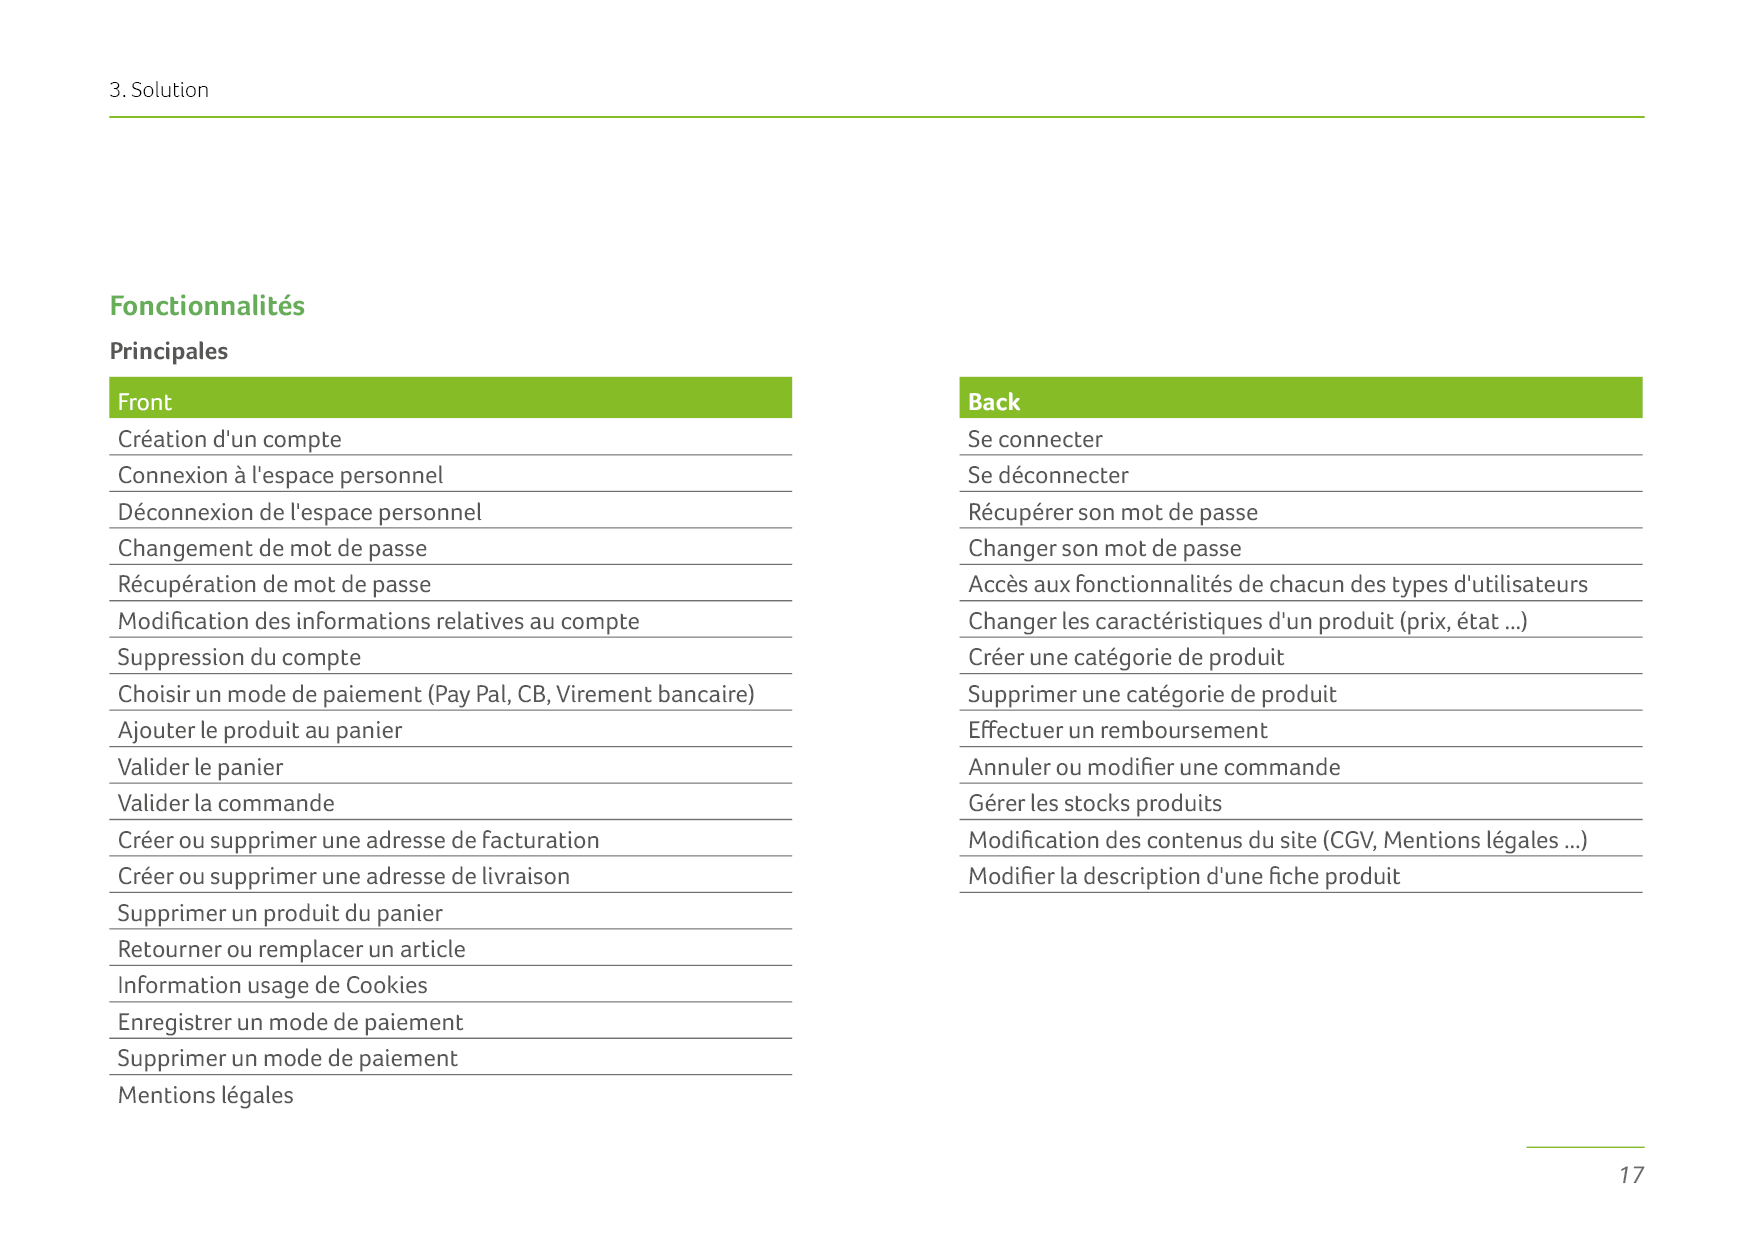 3. Solution
Fonctionnalités
Principales
Front
Création d'un compte
Connexion à l'espace personnel
Déconnexion de l'espace personnel
Changement de mot de passe
Récupération de mot de passe
Modification des informations relatives au compte
Suppression du compte
Choisir un mode de paiement (Pay Pal, CB, Virement bancaire)
Ajouter le produit au panier
Valider le panier
Valider la commande
Créer ou supprimer une adresse de facturation
Créer ou supprimer une adresse de livraison
Supprimer un produit du panier
Retourner ou remplacer un article
Information usage de Cookies
Enregistrer un mode de paiement
Supprimer un mode de paiement
Mentions légales
Back
Se connecter
Se déconnecter
Récupérer son mot de passe
Changer son mot de passe
Accès aux fonctionnalités de chacun des types d'utilisateurs
Changer les caractéristiques d'un produit (prix, état ...)
Créer une catégorie de produit
Supprimer une catégorie de produit
Effectuer un remboursement
Annuler ou modifier une commande
Gérer les stocks produits
Modification des contenus du site (CGV, Mentions légales ...)
Modifier la description d'une fiche produit
17